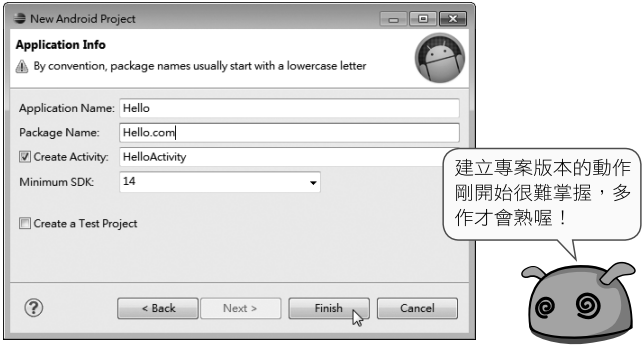 New Android Project
Application Info
By convention, package names usually start with a lowercase letter
Application Name: Hello
Package Name: Hello.com
Create Activity: HelloActivity
Minimum SDK: 14
Create a Test Project
? < Back Next > Finish Cancel
建立專案版本的動作
剛開始很難掌握，多
作才會熟喔！